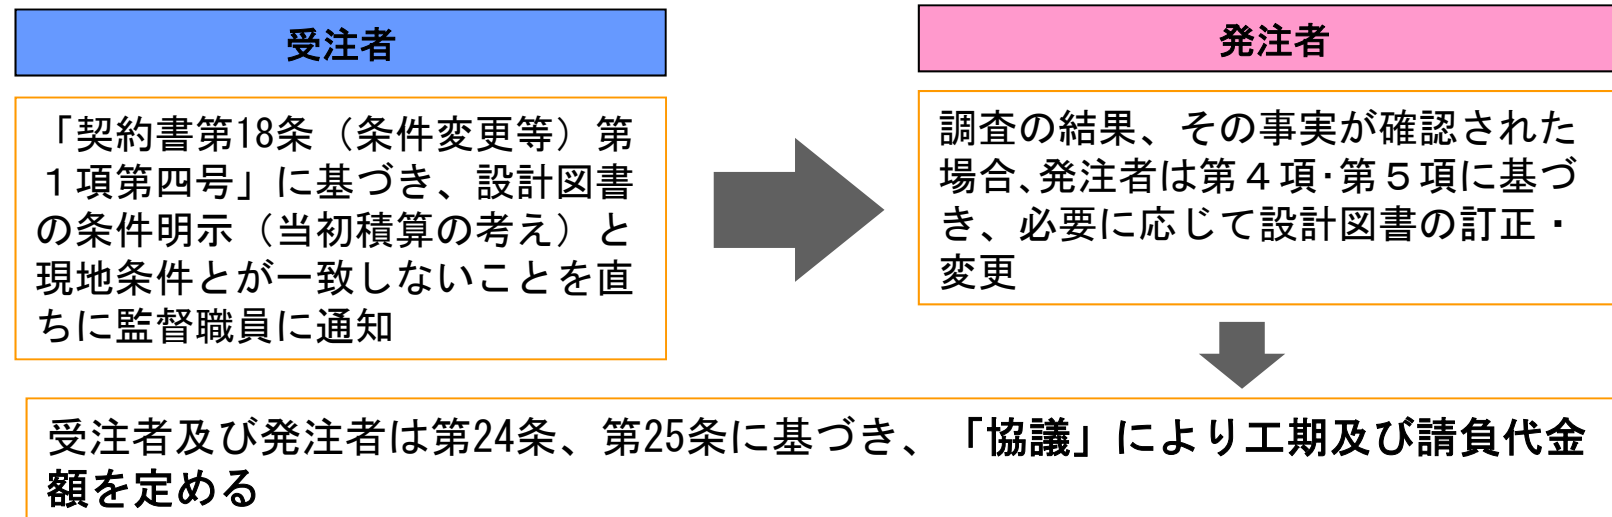 受注者
「契約書第18条（条件変更等）第
１項第四号」に基づき、設計図書
の条件明示（当初積算の考え）と
現地条件とが一致しないことを直
ちに監督職員に通知
発注者
調査の結果、その事実が確認された
場合、発注者は第４項・第５項に基づ
き、必要に応じて設計図書の訂正・
変更
受注者及び発注者は第24条、第25条に基づき、「協議」により工期及び請負代金
額を定める